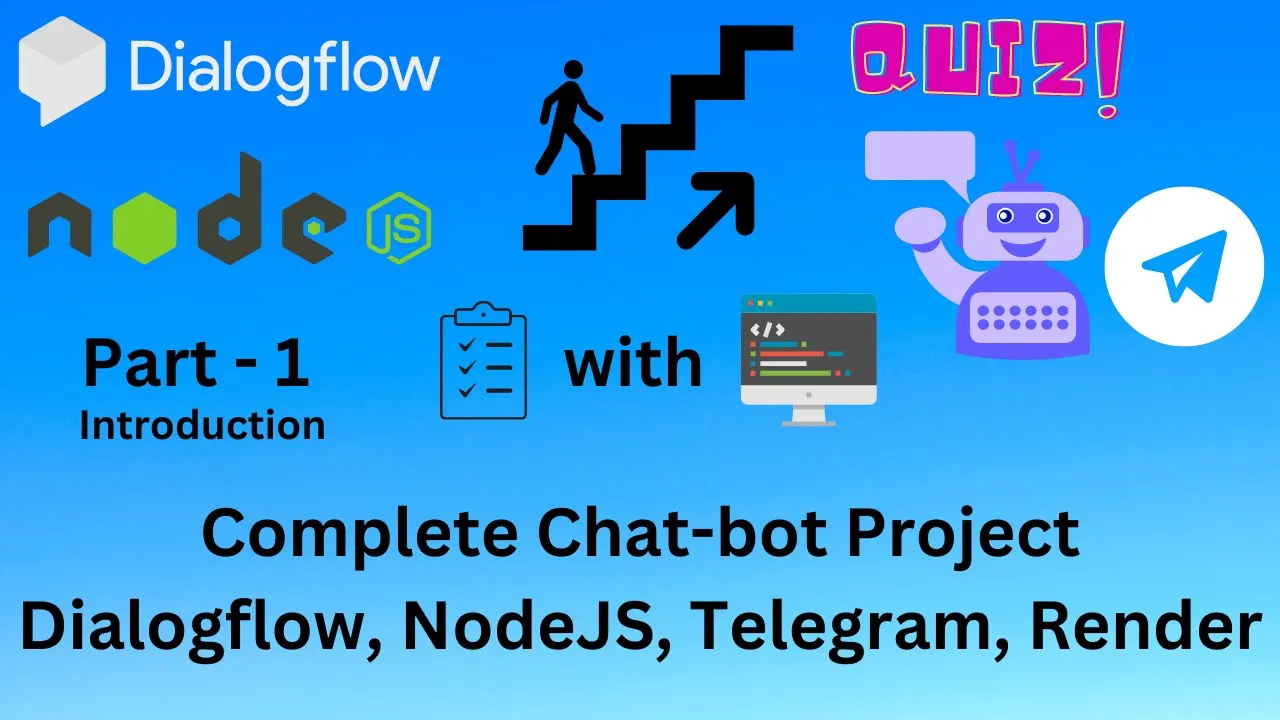 Dialogflow
QUIZ!
node
JS
</>
Part - 1
with
Introduction
Complete Chat-bot Project
Dialogflow, NodeJS, Telegram, Render